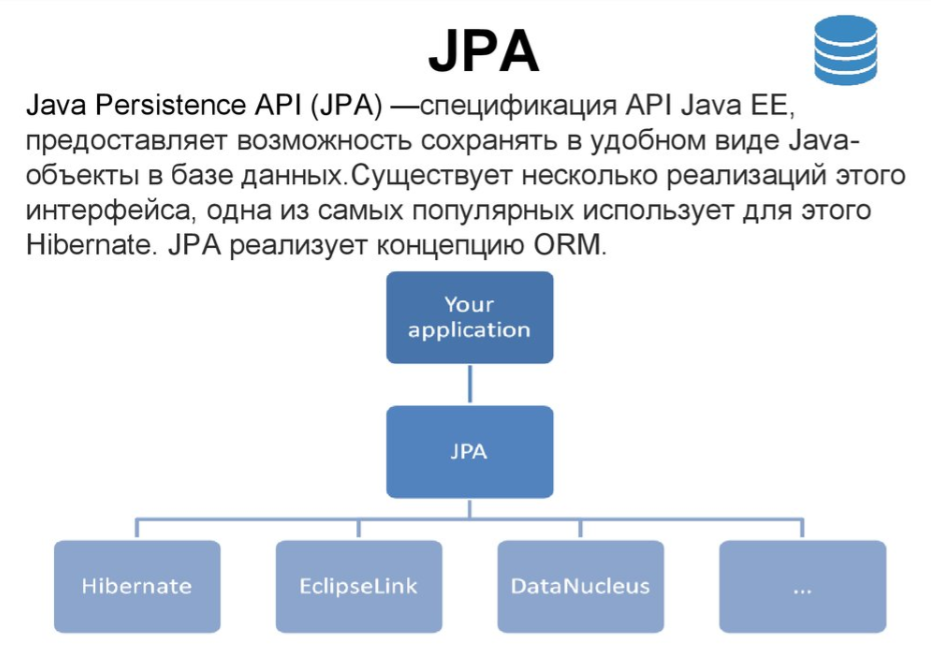 JPA
Java Persistence API (JPA) —спецификация API Java EE,
предоставляет возможность сохранять в удобном виде Java-
объекты в базе данных.Существует несколько реализаций этого
интерфейса, одна из самых популярных использует для этого
Hibernate. JPA реализует концепцию ORM.
Your
application
JPA
Hibernate
EclipseLink
DataNucleus
...